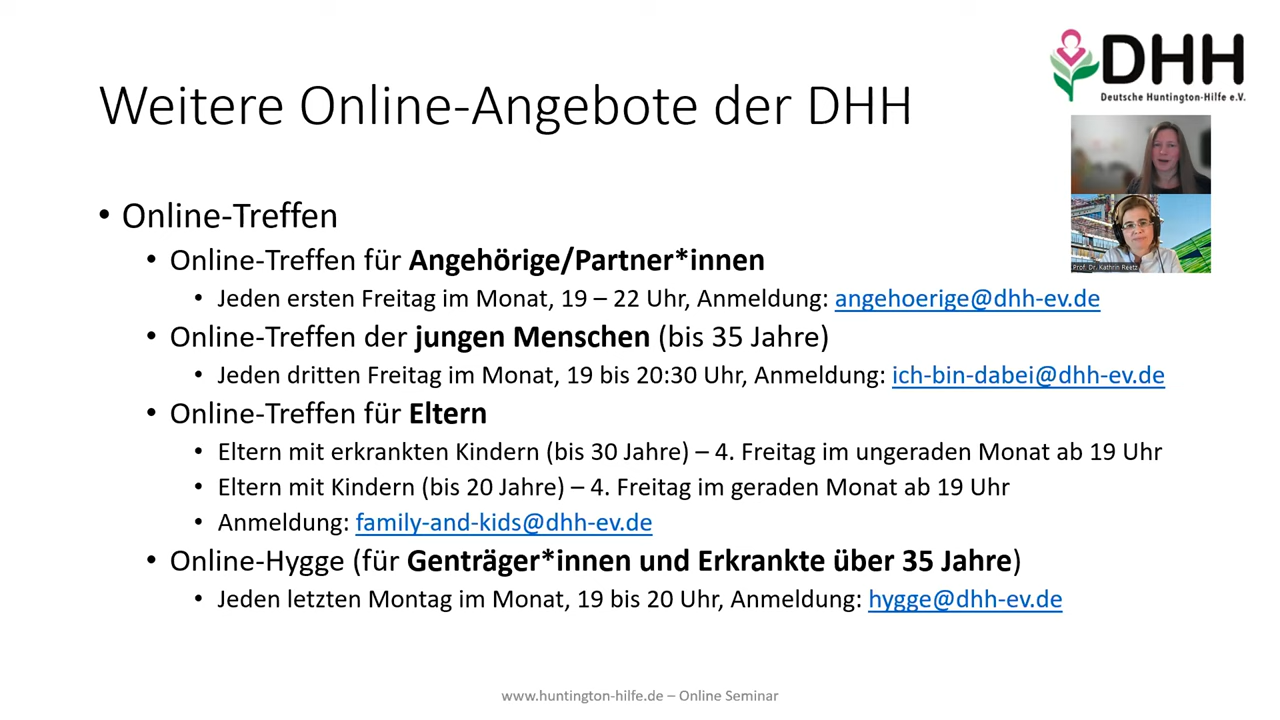 DHH
Deutsche Huntington-Hilfe e.V.
Weitere Online-Angebote der DHH
Prof. Dr. Kathrin Reetz
• Online-Treffen
• Online-Treffen für Angehörige/Partner*innen
• Jeden ersten Freitag im Monat, 19 – 22 Uhr, Anmeldung: angehoerige@dhh-ev.de
• Online-Treffen der jungen Menschen (bis 35 Jahre)
• Jeden dritten Freitag im Monat, 19 bis 20:30 Uhr, Anmeldung: ich-bin-dabei@dhh-ev.de
• Online-Treffen für Eltern
• Eltern mit erkrankten Kindern (bis 30 Jahre) – 4. Freitag im ungeraden Monat ab 19 Uhr
• Eltern mit Kindern (bis 20 Jahre) – 4. Freitag im geraden Monat ab 19 Uhr
• Anmeldung: family-and-kids@dhh-ev.de
• Online-Hygge (für Genträger*innen und Erkrankte über 35 Jahre)
• Jeden letzten Montag im Monat, 19 bis 20 Uhr, Anmeldung: hygge@dhh-ev.de
www.huntington-hilfe.de – Online Seminar